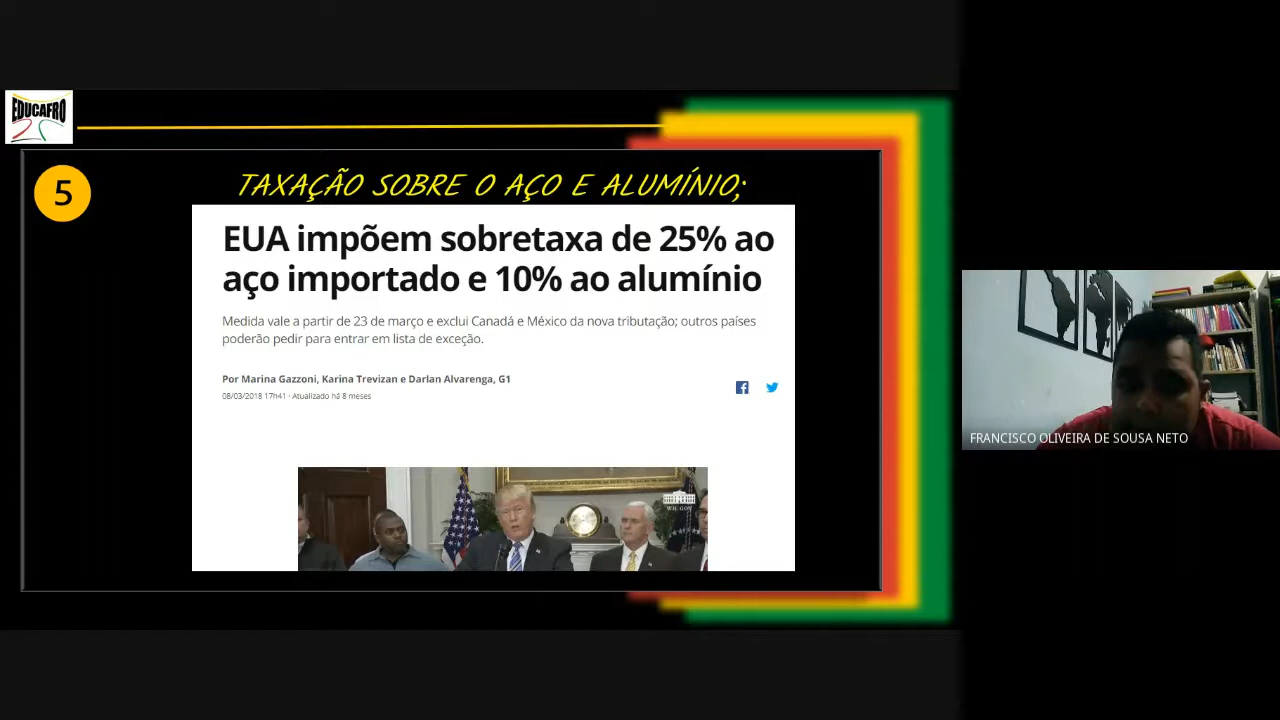 EDUCAFRO
5
TAXAÇÃO SOBRE O AÇO E ALUMÍNIO;
EUA impõem sobretaxa de 25% ao
aço importado e 10% ao alumínio
Medida vale a partir de 23 de março e exclui Canadá e México da nova tributação; outros países
poderão pedir para entrar em lista de exceção.
Por Marina Gazzoni, Karina Trevizan e Darlan Alvarenga, G1
08/03/2018 17h41 · Atualizado há 8 meses
WH.GOV
FRANCISCO OLIVEIRA DE SOUSA NETO